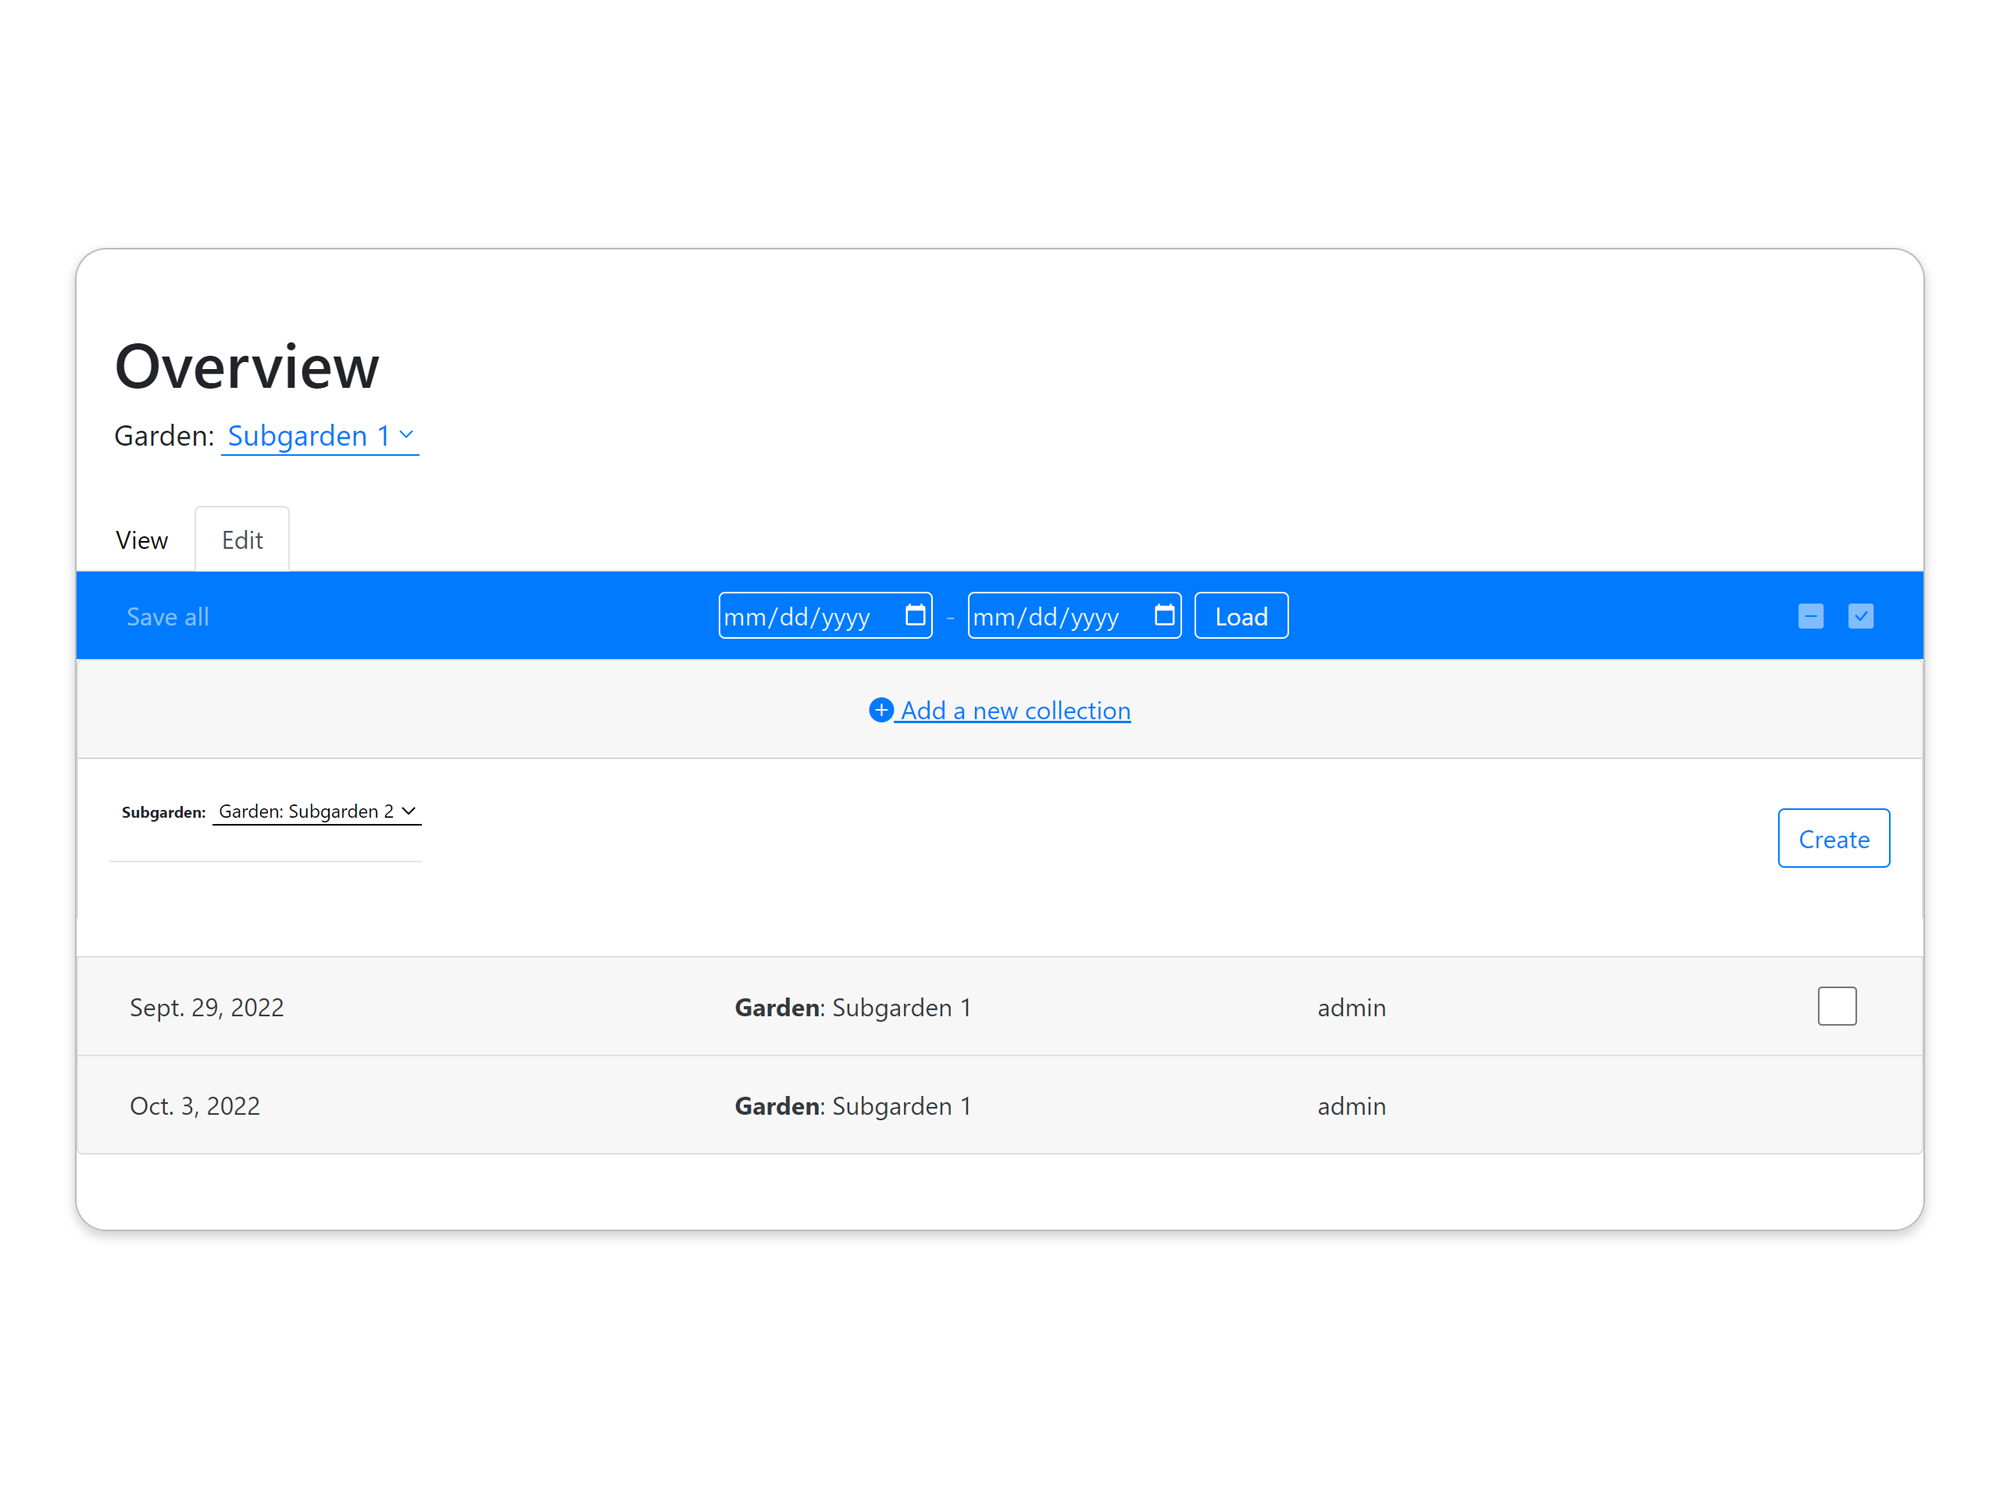 Overview
Garden: Subgarden 1
View Edit
Save all mm/dd/yyyy - mm/dd/yyyy Load
Add a new collection
Subgarden: Garden: Subgarden 2
Create
Sept. 29, 2022 Garden: Subgarden 1 admin
Oct. 3, 2022 Garden: Subgarden 1 admin